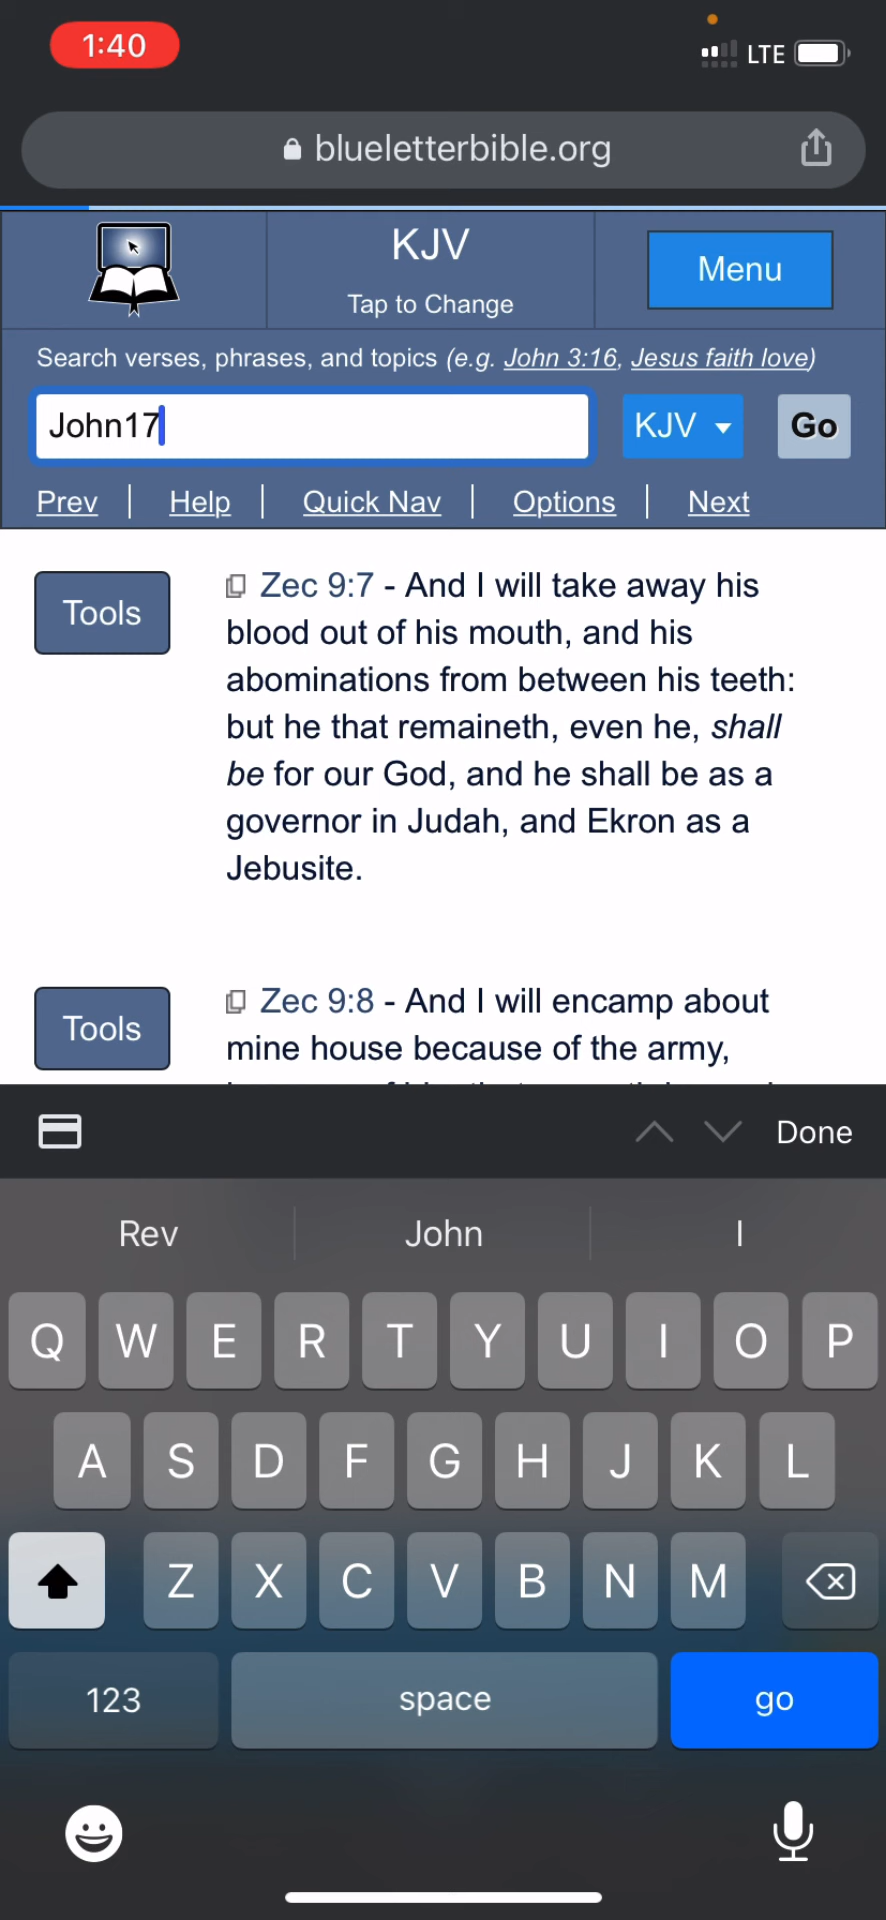 1:40
LTE
blueletterbible.org
KJV
Tap to Change
Menu
Search verses, phrases, and topics (e.g. John 3:16, Jesus faith love)
John17
KJV
Go
Prev | Help | Quick Nav | Options | Next
Tools
Zec 9:7 - And I will take away his
blood out of his mouth, and his
abominations from between his teeth:
but he that remaineth, even he, shall
be for our God, and he shall be as a
governor in Judah, and Ekron as a
Jebusite.
Tools
Zec 9:8 - And I will encamp about
mine house because of the army,
Done
Rev
John
I
Q W E R T Y U I O P
A S D F G H J K L
Z X C V B N M
123
space
go